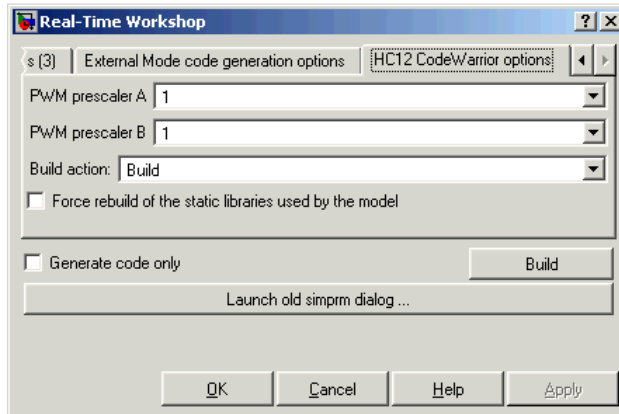 Real-Time Workshop
s (3) External Mode code generation options HC12 CodeWarrior options
PWM prescaler A 1
PWM prescaler B 1
Build action: Build
Force rebuild of the static libraries used by the model
Generate code only Build
Launch old simprm dialog ...
OK Cancel Help Apply